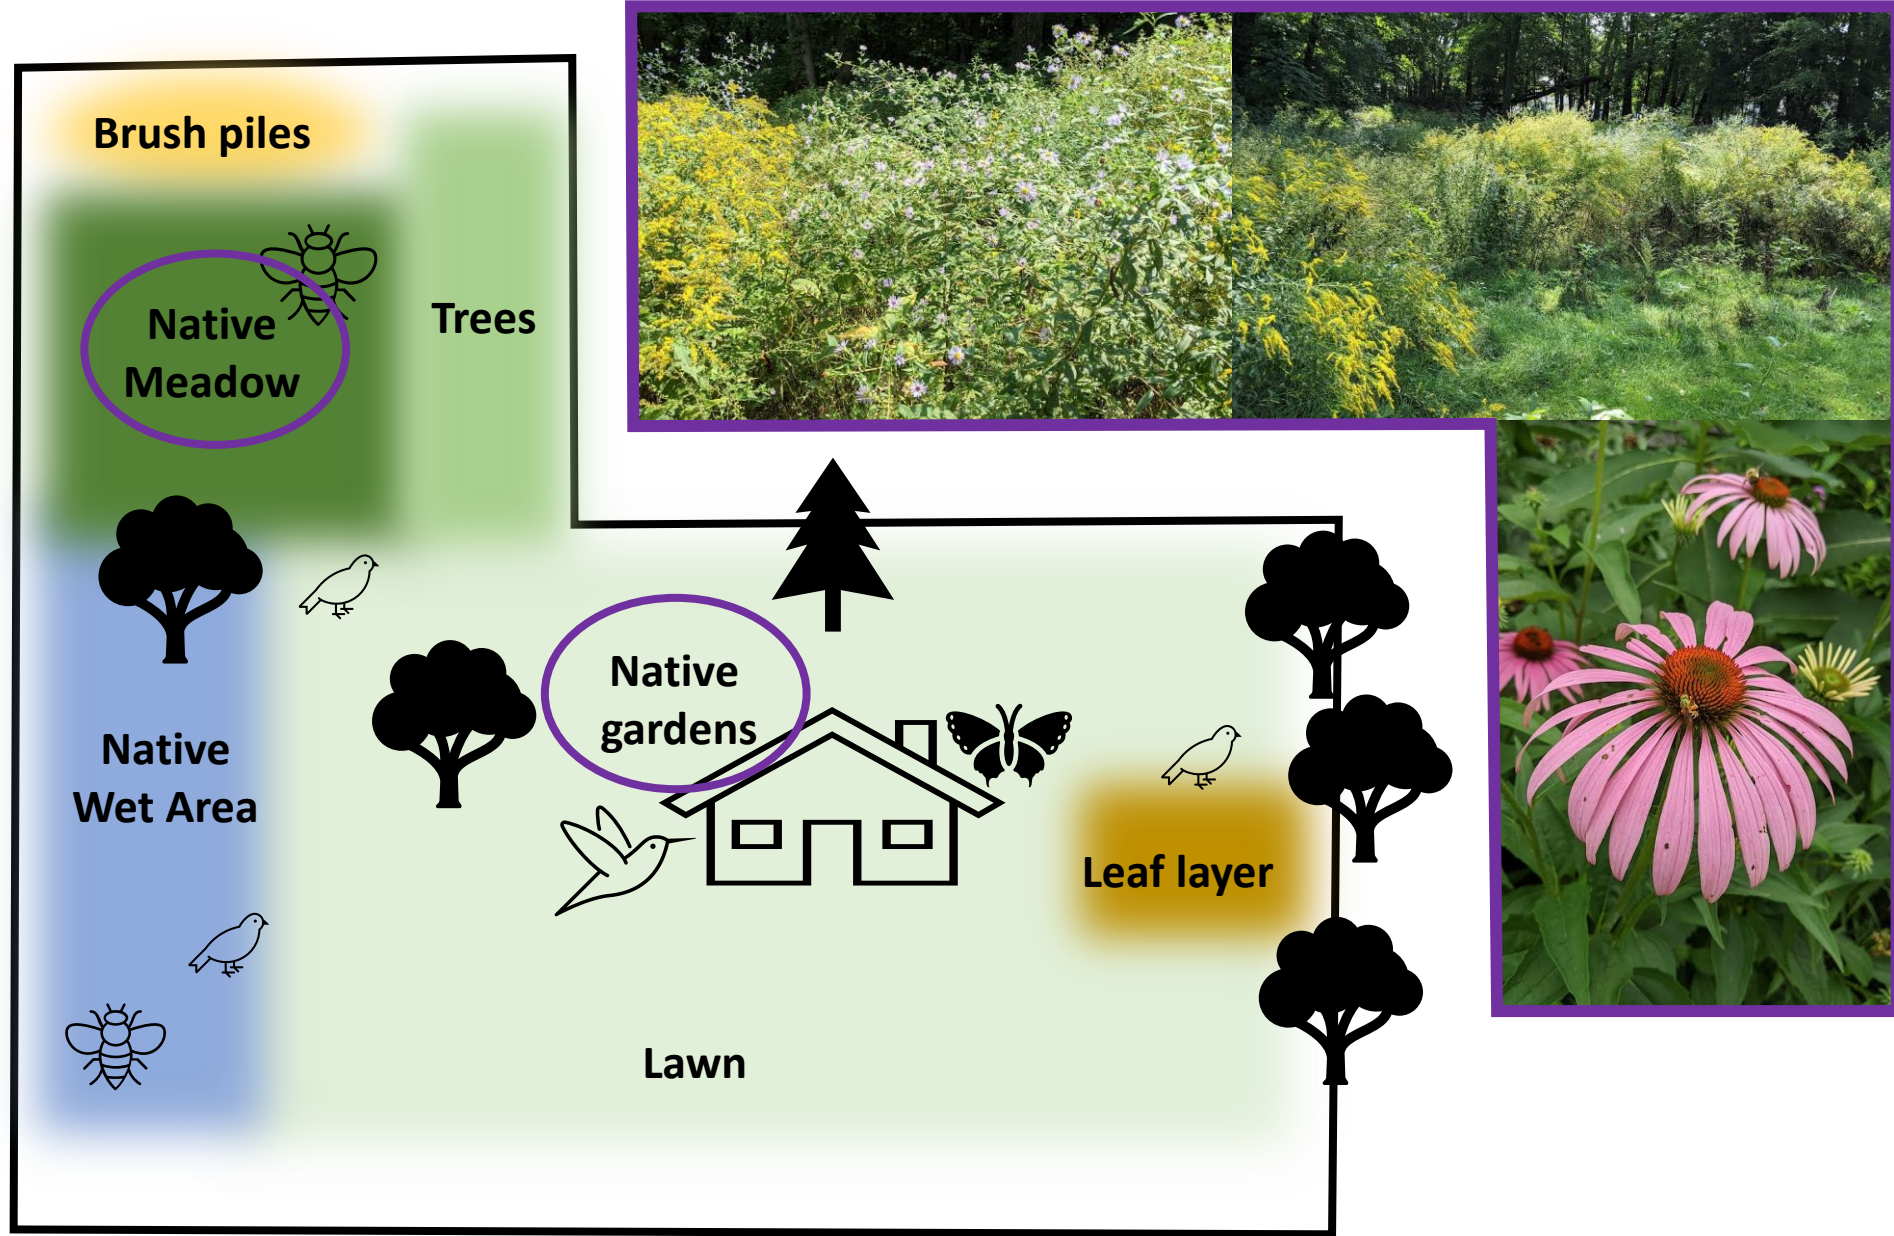 Brush piles
Native
Meadow
Trees
Native
gardens
Native
Wet Area
Leaf layer
Lawn